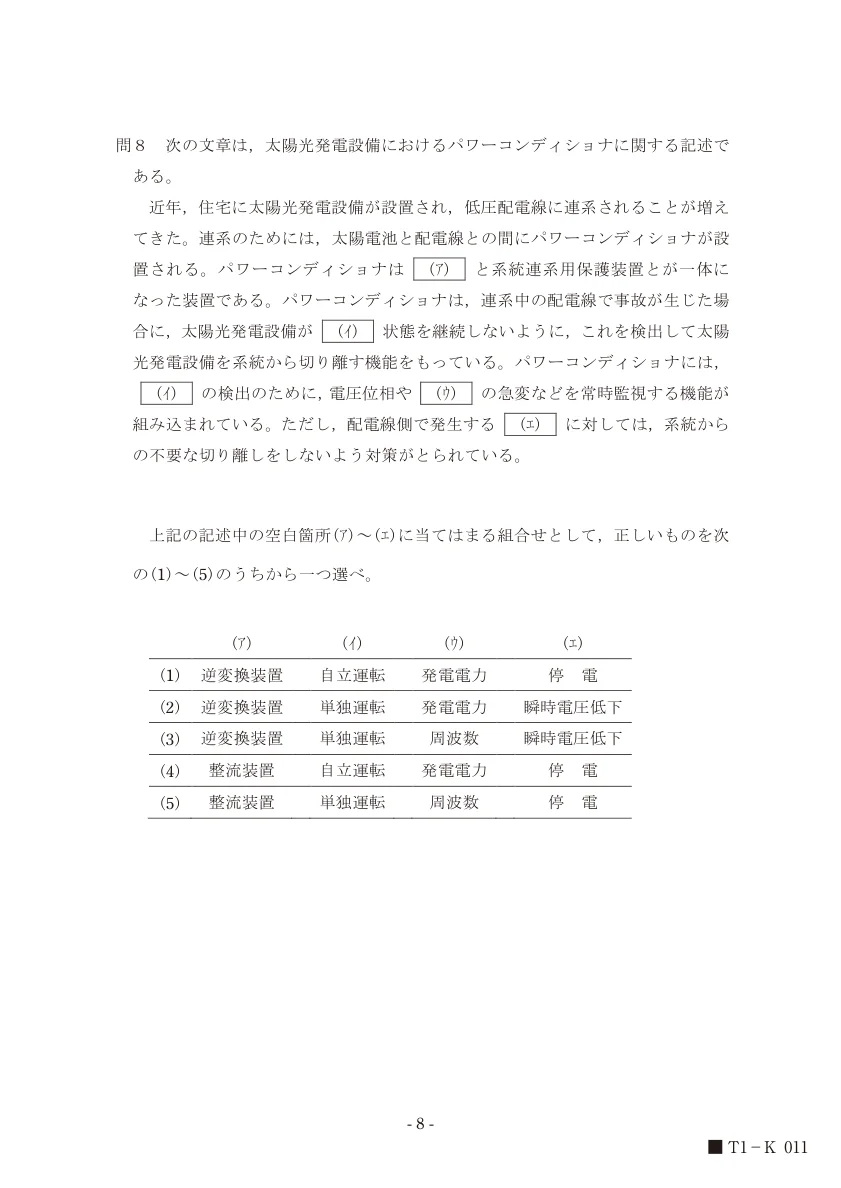 問８　次の文章は，太陽光発電設備におけるパワーコンディショナに関する記述で
ある。
近年，住宅に太陽光発電設備が設置され，低圧配電線に連系されることが増え
てきた。連系のためには，太陽電池と配電線との間にパワーコンディショナが設
置される。パワーコンディショナは (ｱ) と系統連系用保護装置とが一体に
なった装置である。パワーコンディショナは，連系中の配電線で事故が生じた場
合に，太陽光発電設備が (ｲ) 状態を継続しないように，これを検出して太陽
光発電設備を系統から切り離す機能をもっている。パワーコンディショナには，
(ｲ) の検出のために，電圧位相や (ｳ) の急変などを常時監視する機能が
組み込まれている。ただし，配電線側で発生する (ｴ) に対しては，系統から
の不要な切り離しをしないよう対策がとられている。
上記の記述中の空白箇所(ｱ)～(ｴ)に当てはまる組合せとして，正しいものを次
の(1)～(5)のうちから一つ選べ。
(ｱ) (ｲ) (ｳ) (ｴ)
(1) 逆変換装置 自立運転 発電電力 停　電
(2) 逆変換装置 単独運転 発電電力 瞬時電圧低下
(3) 逆変換装置 単独運転 周波数 瞬時電圧低下
(4) 整流装置 自立運転 発電電力 停　電
(5) 整流装置 単独運転 周波数 停　電
- 8 -
■ T1－K 011